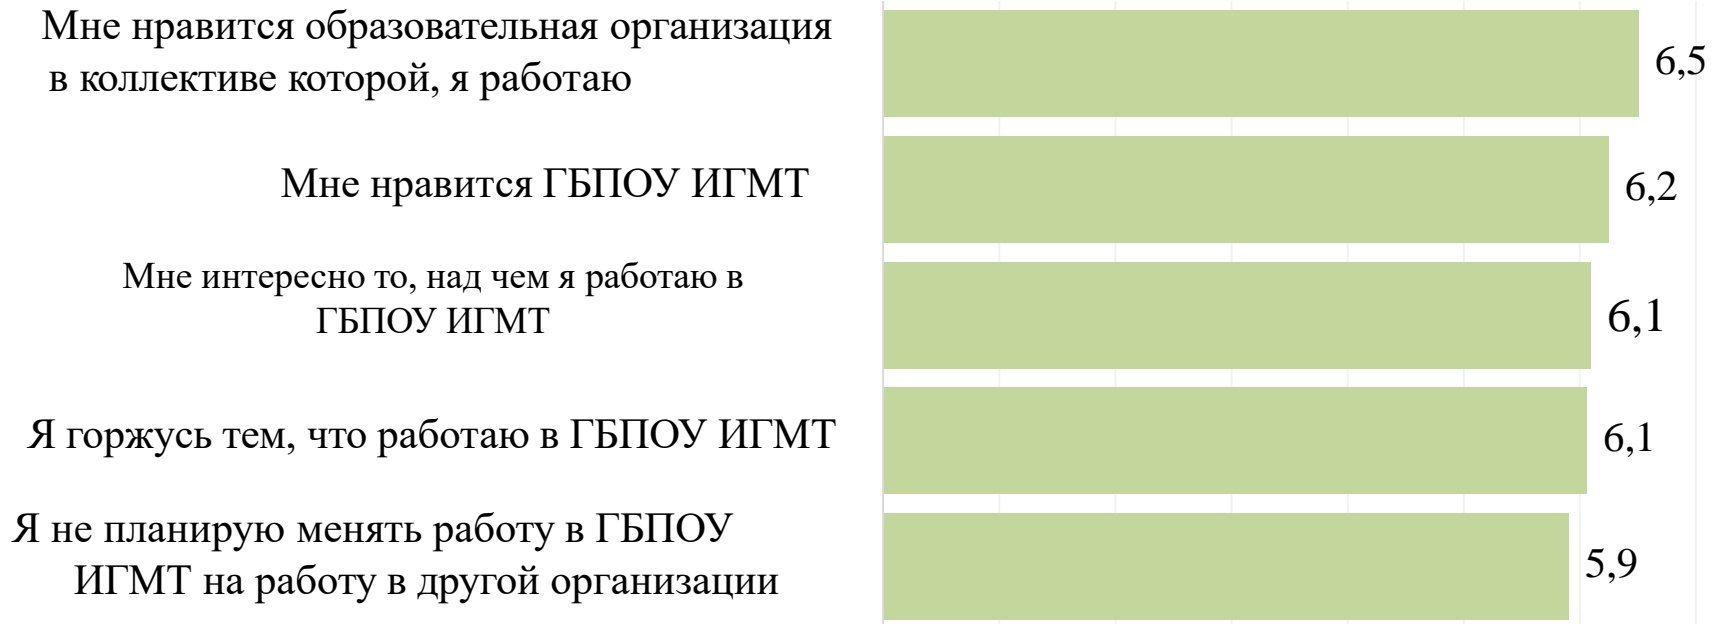 Мне нравится образовательная организация
в коллективе которой, я работаю
6,5
Мне нравится ГБПОУ ИГМТ
6,2
Мне интересно то, над чем я работаю в
ГБПОУ ИГМТ
6,1
Я горжусь тем, что работаю в ГБПОУ ИГМТ
6,1
Я не планирую менять работу в ГБПОУ
ИГМТ на работу в другой организации
5,9